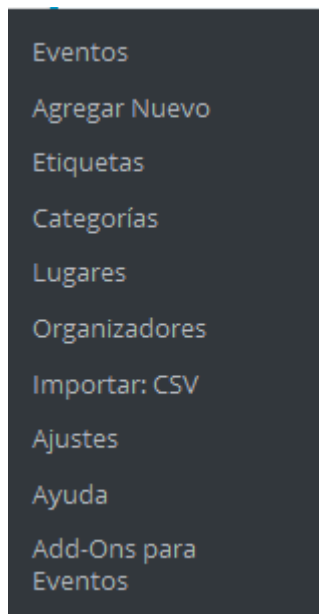 Eventos
Agregar Nuevo
Etiquetas
Categorías
Lugares
Organizadores
Importar: CSV
Ajustes
Ayuda
Add-Ons para
Eventos